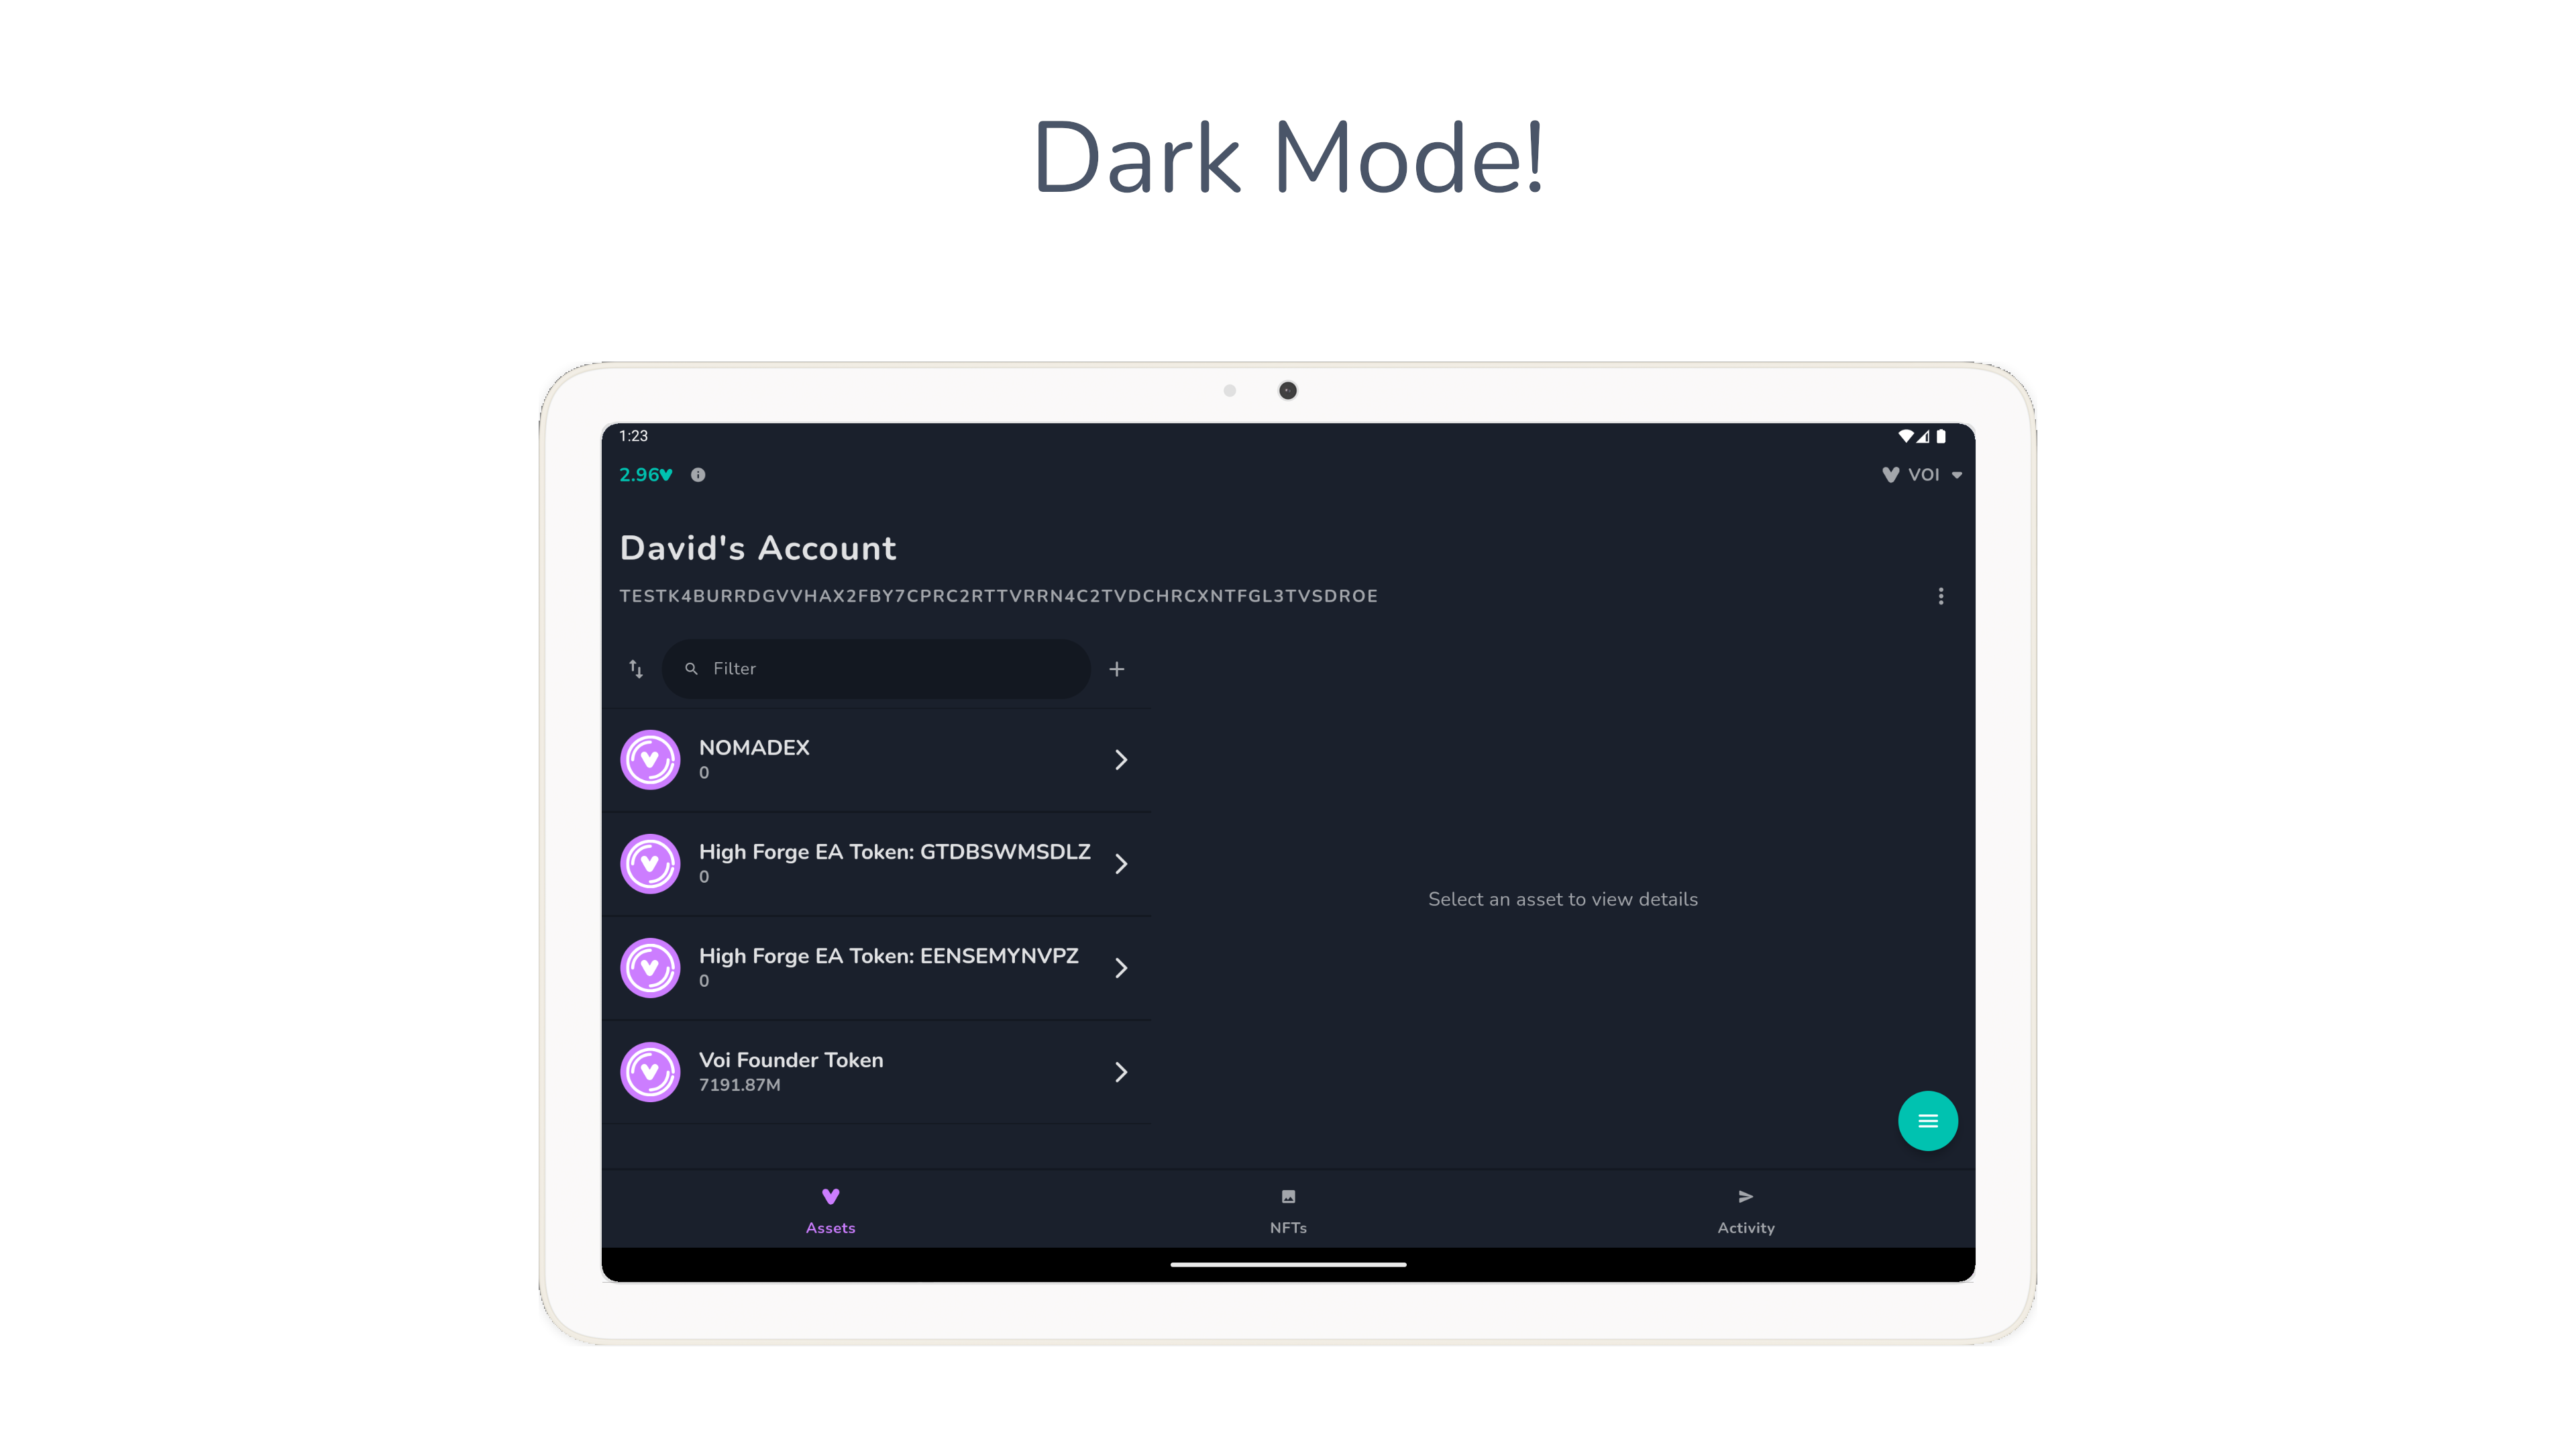 Dark Mode!
1:23
2.96
VOI
David's Account
TESTK4BURRDGVVHAX2FBY7CPRC2RTTVRRN4C2TVDCHRCXNTFGL3TVSDROE
Filter
NOMADEX
0
High Forge EA Token: GTDBSWMSDLZ
0
High Forge EA Token: EENSEMYNVPZ
0
Voi Founder Token
7191.87M
Select an asset to view details
Assets
NFTs
Activity